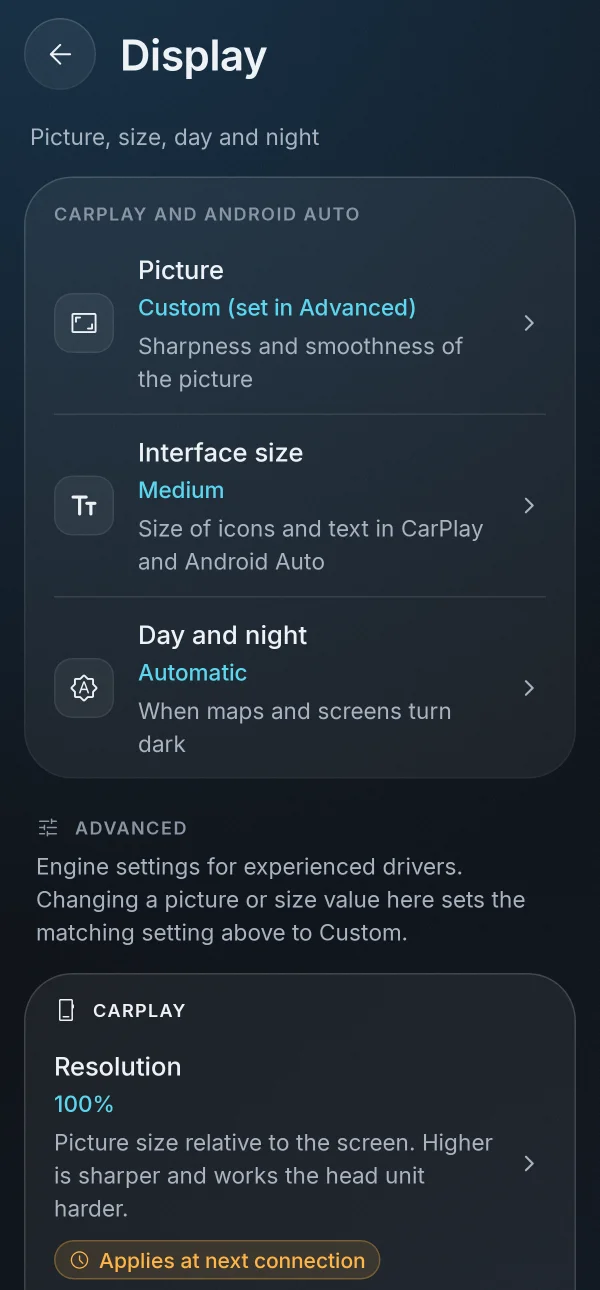 Display
Picture, size, day and night
CARPLAY AND ANDROID AUTO
Picture
Custom (set in Advanced)
Sharpness and smoothness of
the picture
Interface size
Medium
Size of icons and text in CarPlay
and Android Auto
Day and night
Automatic
When maps and screens turn
dark
ADVANCED
Engine settings for experienced drivers.
Changing a picture or size value here sets the
matching setting above to Custom.
CARPLAY
Resolution
100%
Picture size relative to the screen. Higher
is sharper and works the head unit
harder.
Applies at next connection